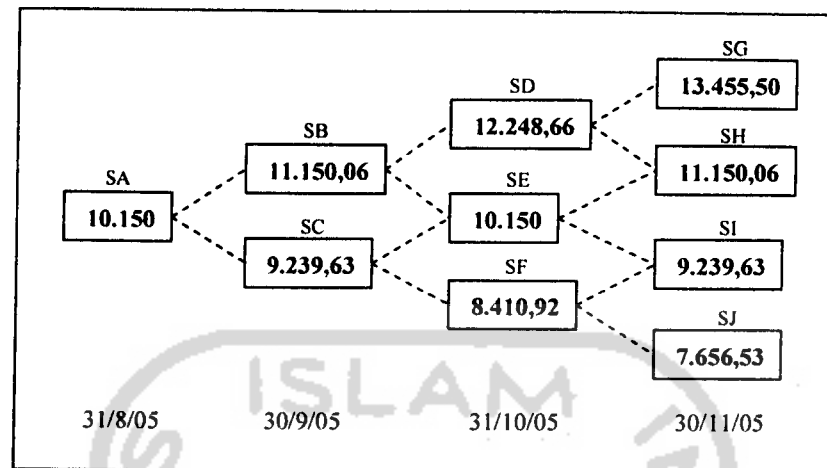 SG
13.455,50
SD
12.248,66
SB
11.150,06
SH
11.150,06
SA
10.150
SE
10.150
SC
9.239,63
SI
9.239,63
SF
8.410,92
SJ
7.656,53
ISLAM
31/8/05 30/9/05 31/10/05 30/11/05